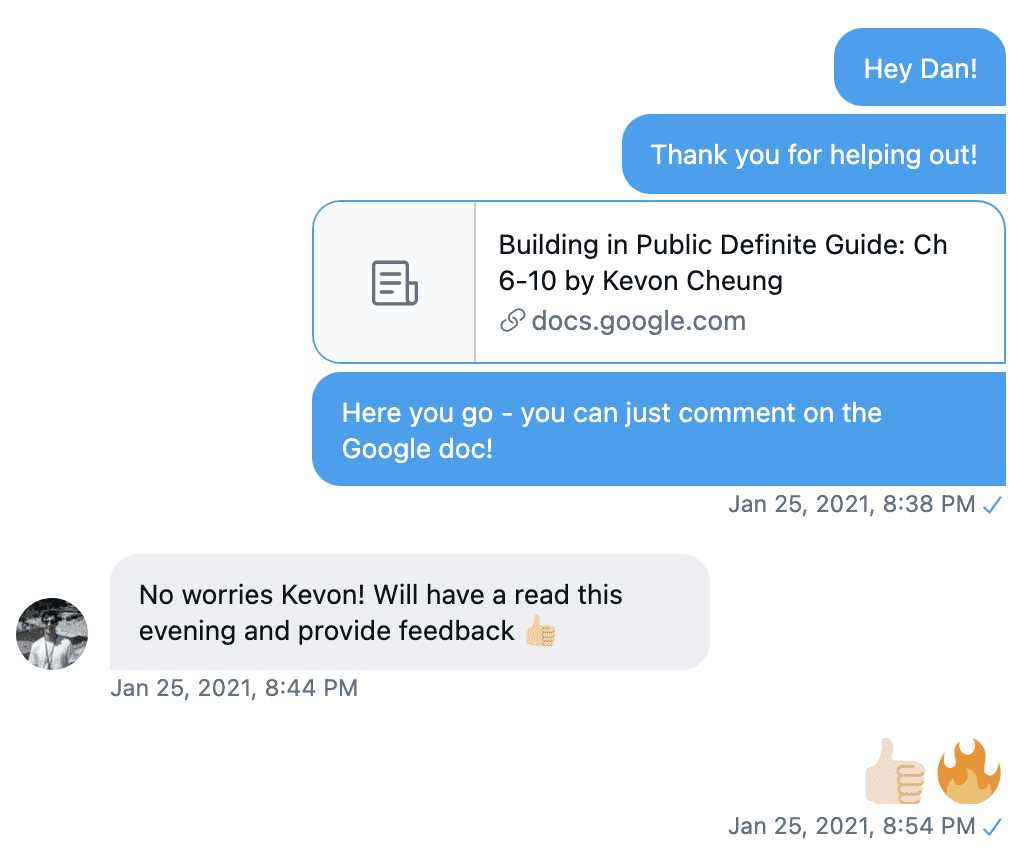 Hey Dan!
Thank you for helping out!
Building in Public Definite Guide: Ch
6-10 by Kevon Cheung
docs.google.com
Here you go - you can just comment on the
Google doc!
Jan 25, 2021, 8:38 PM
No worries Kevon! Will have a read this
evening and provide feedback 👍🏼
Jan 25, 2021, 8:44 PM
👍🏻🔥
Jan 25, 2021, 8:54 PM